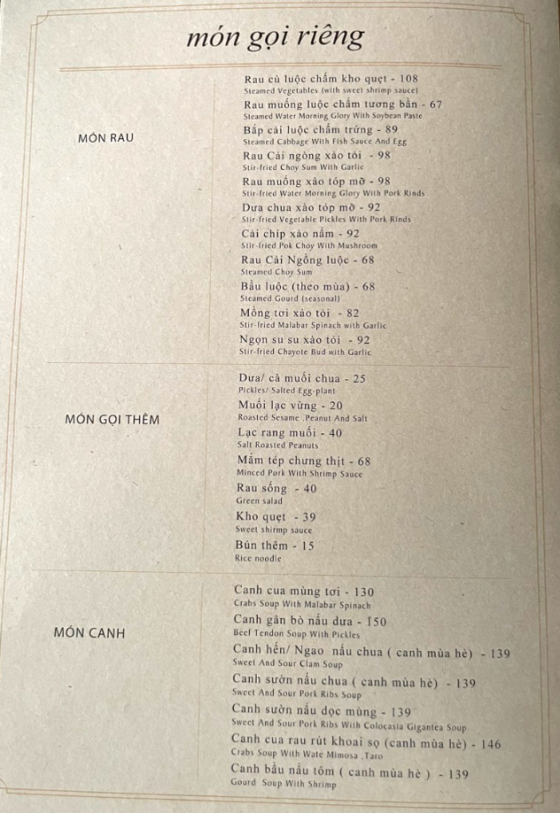 món gọi riêng
MÓN RAU
Rau củ luộc chấm kho quẹt - 108
Steamed Vegetables (with sweet shrimp sauce)
Rau muống luộc chấm tương bần - 67
Steamed Water Morning Glory With Soybean Paste
Bắp cải luộc chấm trứng - 89
Steamed Cabbage With Fish Sauce And Egg
Rau Cải ngòng xào tỏi - 98
Stir-fried Choy Sum With Garlic
Rau muống xào tóp mỡ - 98
Stir-fried Water Morning Glory With Pork Rinds
Dưa chua xào tóp mỡ - 92
Stir-fried Vegetable Pickles With Pork Rinds
Cải chíp xào nấm - 92
Stir-fried Pok Choy With Mushroom
Rau Cải Ngồng luộc - 68
Steamed Choy Sum
Bầu luộc (theo mùa) - 68
Steamed Gourd (seasonal)
Mồng tơi xào tỏi - 82
Stir-fried Malabar Spinach with Garlic
Ngọn su su xào tỏi - 92
Stir-fried Chayote Bud with Garlic
MÓN GỌI THÊM
Dưa/ cà muối chua - 25
Pickles/ Salted Egg-plant
Muối lạc vừng - 20
Roasted Sesame .Peanut And Salt
Lạc rang muối - 40
Salt Roasted Peanuts
Mắm tép chưng thịt - 68
Minced Pork With Shrimp Sauce
Rau sống - 40
Green salad
Kho quẹt - 39
Sweet shirmp sauce
Bún thêm - 15
Rice noodle
MÓN CANH
Canh cua mùng tơi - 130
Crabs Soup With Malabar Spinach
Canh gân bò nấu dưa - 150
Beef Tendon Soup With Pickles
Canh hến/ Ngao nấu chua ( canh mùa hè) - 139
Sweet And Sour Clam Soup
Canh sườn nấu chua ( canh mùa hè) - 139
Sweet And Sour Pork Ribs Soup
Canh sườn nấu dọc mùng - 139
Sweet And Sour Pork Ribs With Colocasia Gigantea Soup
Canh cua rau rút khoai sọ (canh mùa hè) - 146
Crabs Soup With Wate Mimosa .Taro
Canh bầu nấu tôm ( canh mùa hè ) - 139
Gourd Soup With Shrimp